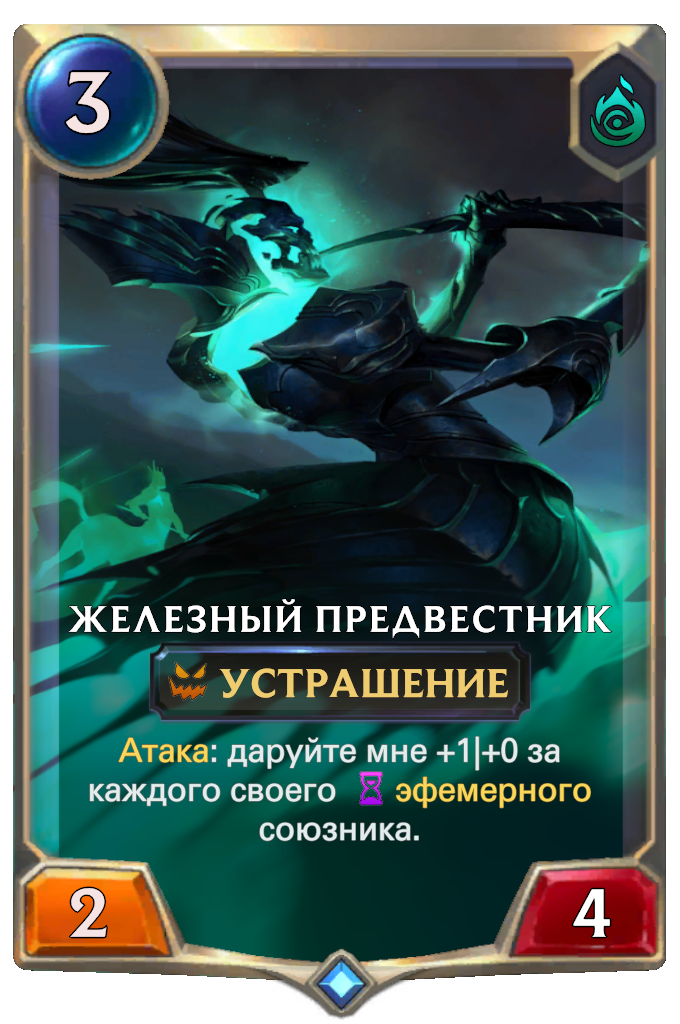 3
ЖЕЛЕЗНЫЙ ПРЕДВЕСТНИК
УСТРАШЕНИЕ
Атака: даруйте мне +1|+0 за
каждого своего эфемерного
союзника.
2
4